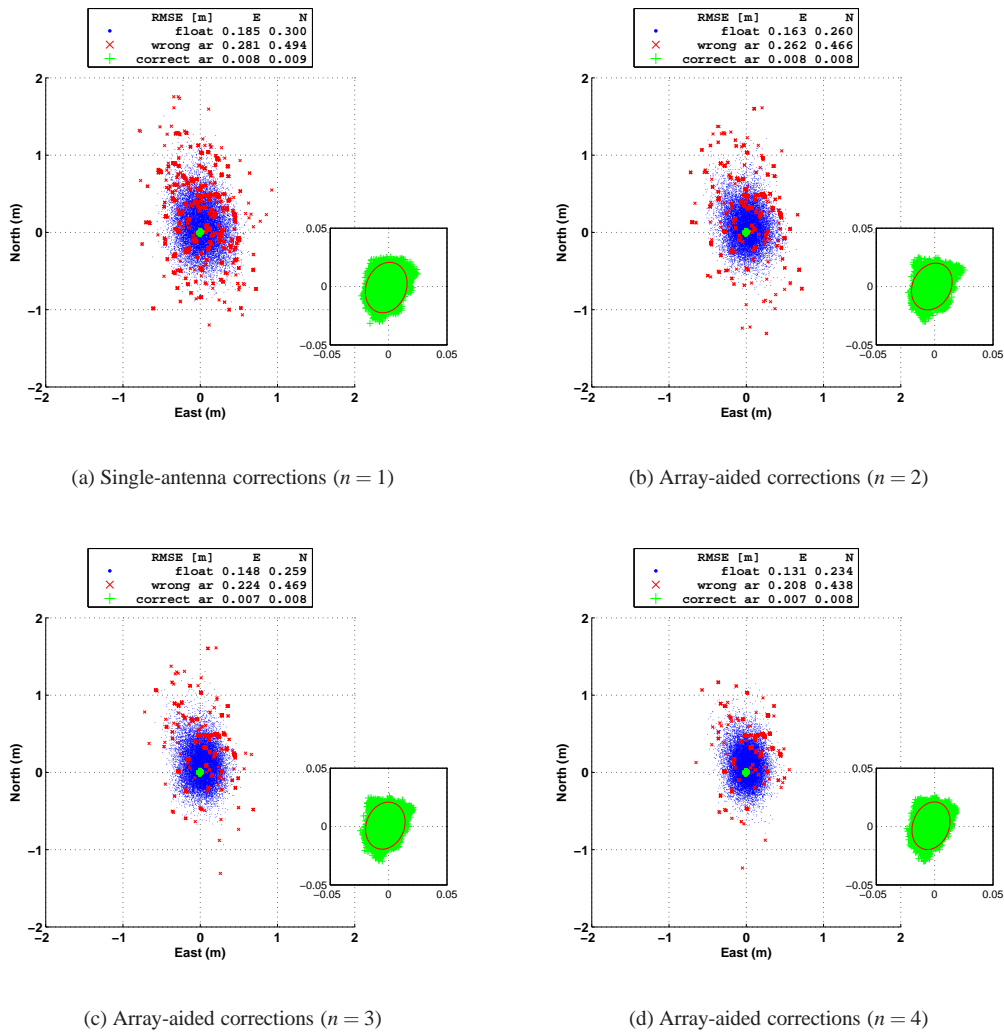 RMSE [m] E N
float 0.185 0.300
wrong ar 0.281 0.494
correct ar 0.008 0.009
2
1
0
−1
−2
North (m)
−2 −1 0 1 2
East (m)
0.05
0
−0.05
−0.05 0 0.05
(a) Single-antenna corrections (n = 1)
RMSE [m] E N
float 0.163 0.260
wrong ar 0.262 0.466
correct ar 0.008 0.008
2
1
0
−1
−2
North (m)
−2 −1 0 1 2
East (m)
0.05
0
−0.05
−0.05 0 0.05
(b) Array-aided corrections (n = 2)
RMSE [m] E N
float 0.148 0.259
wrong ar 0.224 0.469
correct ar 0.007 0.008
2
1
0
−1
−2
North (m)
−2 −1 0 1 2
East (m)
0.05
0
−0.05
−0.05 0 0.05
(c) Array-aided corrections (n = 3)
RMSE [m] E N
float 0.131 0.234
wrong ar 0.208 0.438
correct ar 0.007 0.008
2
1
0
−1
−2
North (m)
−2 −1 0 1 2
East (m)
0.05
0
−0.05
−0.05 0 0.05
(d) Array-aided corrections (n = 4)